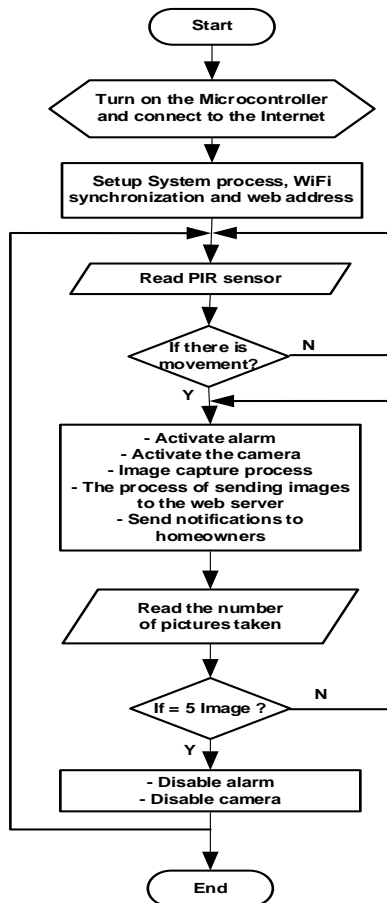 Start
Turn on the Microcontroller
and connect to the Internet
Setup System process, WiFi
synchronization and web address
Read PIR sensor
If there is
movement?
N
Y
- Activate alarm
- Activate the camera
- Image capture process
- The process of sending images
to the web server
- Send notifications to
homeowners
Read the number
of pictures taken
If = 5 Image ?
N
Y
- Disable alarm
- Disable camera
End